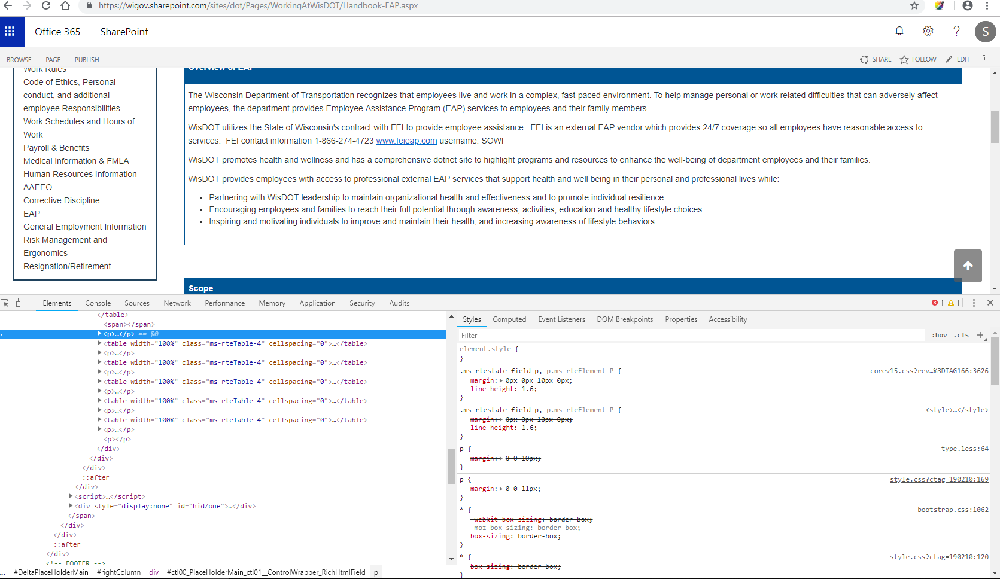 https://wigov.sharepoint.com/sites/dot/Pages/WorkingAtWisDOT/Handbook-EAP.aspx
Office 365 SharePoint
S
BROWSE PAGE PUBLISH
SHARE FOLLOW EDIT
Work Rules
Code of Ethics, Personal
conduct, and additional
employee Responsibilities
Work Schedules and Hours of
Work
Payroll & Benefits
Medical Information & FMLA
Human Resources Information
AAEEO
Corrective Discipline
EAP
General Employment Information
Risk Management and
Ergonomics
Resignation/Retirement
Overview of EAP
The Wisconsin Department of Transportation recognizes that employees live and work in a complex, fast-paced environment. To help manage personal or work related difficulties that can adversely affect
employees, the department provides Employee Assistance Program (EAP) services to employees and their family members.
WisDOT utilizes the State of Wisconsin's contract with FEI to provide employee assistance.  FEI is an external EAP vendor which provides 24/7 coverage so all employees have reasonable access to
services.  FEI contact information 1-866-274-4723 www.feieap.com username: SOWI
WisDOT promotes health and wellness and has a comprehensive dotnet site to highlight programs and resources to enhance the well-being of department employees and their families.
WisDOT provides employees with access to professional external EAP services that support health and well being in their personal and professional lives while:
• Partnering with WisDOT leadership to maintain organizational health and effectiveness and to promote individual resilience
• Encouraging employees and families to reach their full potential through awareness, activities, education and healthy lifestyle choices
• Inspiring and motivating individuals to improve and maintain their health, and increasing awareness of lifestyle behaviors
Scope
Elements Console Sources Network Performance Memory Application Security Audits
1 1
</table>
<span></span>
<p>…</p> == $0
<table width="100%" class="ms-rteTable-4" cellspacing="0">…</table>
<p>…</p>
<table width="100%" class="ms-rteTable-4" cellspacing="0">…</table>
<p>…</p>
<table width="100%" class="ms-rteTable-4" cellspacing="0">…</table>
<p>…</p>
<table width="100%" class="ms-rteTable-4" cellspacing="0">…</table>
<p>…</p>
<table width="100%" class="ms-rteTable-4" cellspacing="0">…</table>
<p>…</p>
<p></p>
</div>
</div>
</div>
::after
</div>
<script>…</script>
<div style="display:none" id="hidZone">…</div>
</span>
</div>
</div>
::after
</div>
<!-- FOOTER -->
... #DeltaPlaceHolderMain #rightColumn div #ctl00_PlaceHolderMain_ctl01__ControlWrapper_RichHtmlField p
Styles Computed Event Listeners DOM Breakpoints Properties Accessibility
Filter :hov .cls +
element.style {
}
.ms-rtestate-field p, p.ms-rteElement-P { corev15.css?rev…%3DTAG166:3626
margin: 0px 0px 10px 0px;
line-height: 1.6;
}
.ms-rtestate-field p, p.ms-rteElement-P { <style>…</style>
margin: 0px 0px 10px 0px;
line-height: 1.6;
}
p { type.less:64
margin: 0 0 10px;
}
p { style.css?ctag=190210:169
margin: 0 0 11px;
}
* { bootstrap.css:1062
-webkit-box-sizing: border-box;
-moz-box-sizing: border-box;
box-sizing: border-box;
}
* { style.css?ctag=190210:120
box-sizing: border-box;
}